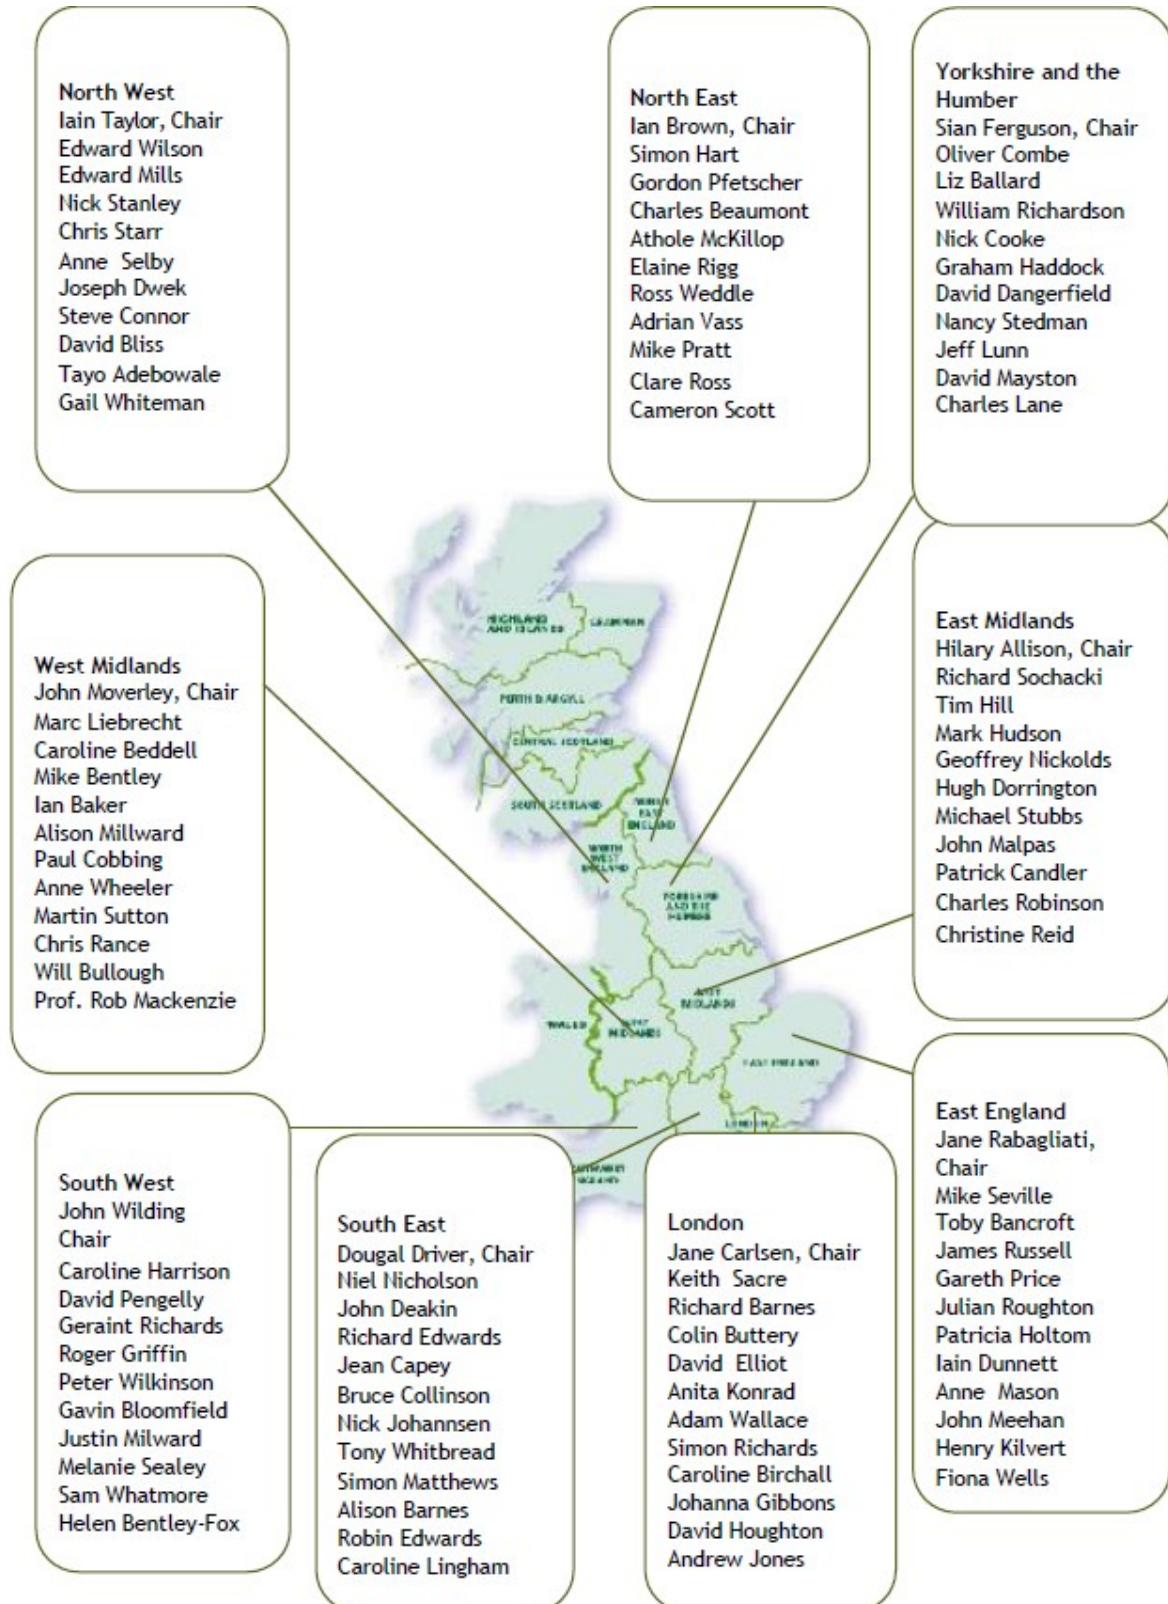 North West
Iain Taylor, Chair
Edward Wilson
Edward Mills
Nick Stanley
Chris Starr
Anne Selby
Joseph Dwek
Steve Connor
David Bliss
Tayo Adebowale
Gail Whiteman
North East
Ian Brown, Chair
Simon Hart
Gordon Pfetscher
Charles Beaumont
Athole McKillop
Elaine Rigg
Ross Weddle
Adrian Vass
Mike Pratt
Clare Ross
Cameron Scott
Yorkshire and the
Humber
Sian Ferguson, Chair
Oliver Combe
Liz Ballard
William Richardson
Nick Cooke
Graham Haddock
David Dangerfield
Nancy Stedman
Jeff Lunn
David Mayston
Charles Lane
West Midlands
John Moverley, Chair
Marc Liebrecht
Caroline Beddell
Mike Bentley
Ian Baker
Alison Millward
Paul Cobbing
Anne Wheeler
Martin Sutton
Chris Rance
Will Bullough
Prof. Rob Mackenzie
HIGHLAND
AND ISLANDS
PERTH & ARGYLL
CENTRAL SCOTLAND
SOUTH SCOTLAND
NORTH
EAST
ENGLAND
NORTH
WEST
ENGLAND
YORKSHIRE
AND THE
HUMBER
EAST
MIDLANDS
WALES
WEST
MIDLANDS
EAST ENGLAND
LONDON
East Midlands
Hilary Allison, Chair
Richard Sochacki
Tim Hill
Mark Hudson
Geoffrey Nickolds
Hugh Dorrington
Michael Stubbs
John Malpas
Patrick Candler
Charles Robinson
Christine Reid
South West
John Wilding
Chair
Caroline Harrison
David Pengelly
Geraint Richards
Roger Griffin
Peter Wilkinson
Gavin Bloomfield
Justin Milward
Melanie Sealey
Sam Whatmore
Helen Bentley-Fox
South East
Dougal Driver, Chair
Niel Nicholson
John Deakin
Richard Edwards
Jean Capey
Bruce Collinson
Nick Johannsen
Tony Whitbread
Simon Matthews
Alison Barnes
Robin Edwards
Caroline Lingham
London
Jane Carlsen, Chair
Keith Sacre
Richard Barnes
Colin Buttery
David Elliot
Anita Konrad
Adam Wallace
Simon Richards
Caroline Birchall
Johanna Gibbons
David Houghton
Andrew Jones
East England
Jane Rabagliati,
Chair
Mike Seville
Toby Bancroft
James Russell
Gareth Price
Julian Roughton
Patricia Holtom
Iain Dunnett
Anne Mason
John Meehan
Henry Kilvert
Fiona Wells